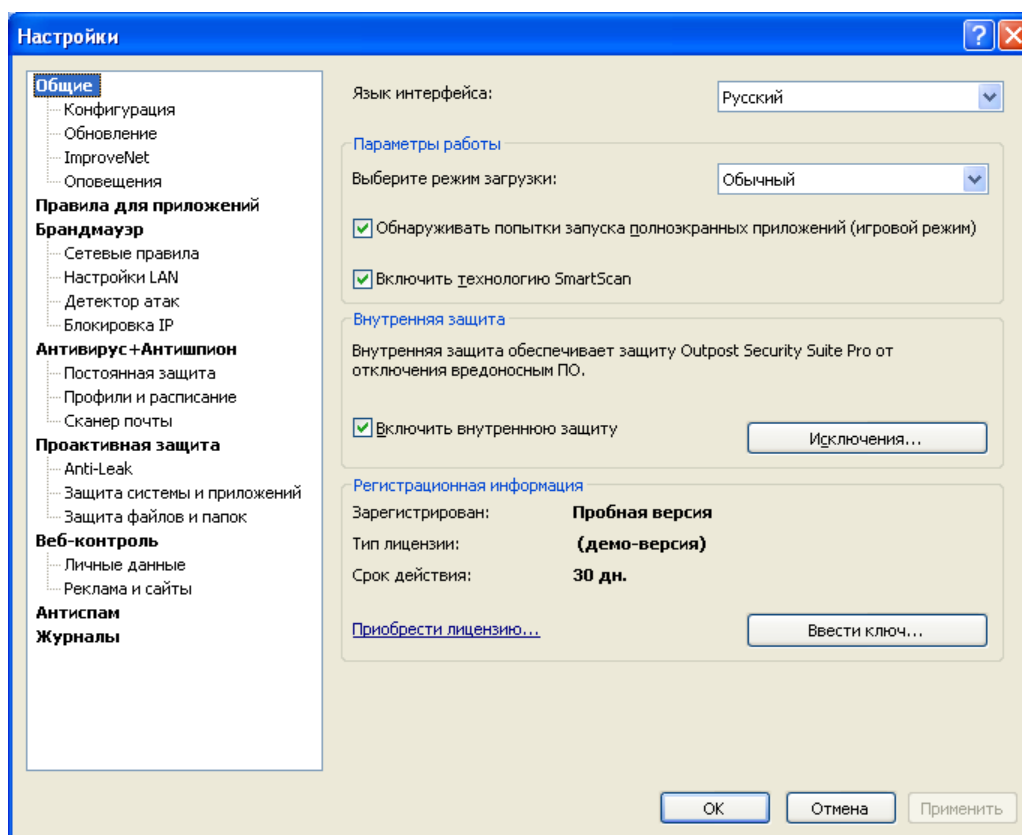 Настройки
Общие
Конфигурация
Обновление
ImproveNet
Оповещения
Правила для приложений
Брандмауэр
Сетевые правила
Настройки LAN
Детектор атак
Блокировка IP
Антивирус+Антишпион
Постоянная защита
Профили и расписание
Сканер почты
Проактивная защита
Anti-Leak
Защита системы и приложений
Защита файлов и папок
Веб-контроль
Личные данные
Реклама и сайты
Антиспам
Журналы
Язык интерфейса: Русский
Параметры работы
Выберите режим загрузки: Обычный
Обнаруживать попытки запуска полноэкранных приложений (игровой режим)
Включить технологию SmartScan
Внутренняя защита
Внутренняя защита обеспечивает защиту Outpost Security Suite Pro от
отключения вредоносным ПО.
Включить внутреннюю защиту Исключения...
Регистрационная информация
Зарегистрирован: Пробная версия
Тип лицензии: (демо-версия)
Срок действия: 30 дн.
Приобрести лицензию... Ввести ключ...
OK Отмена Применить